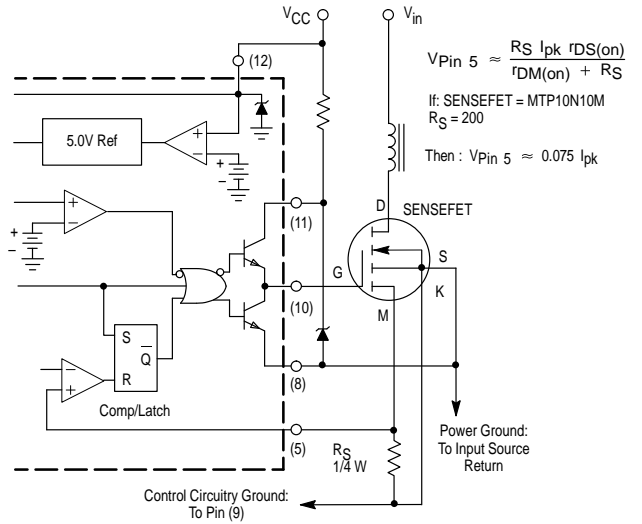 VCC
Vin
(12)
VPin 5 ≈ RS Ipk rDS(on)
rDM(on) + RS
If: SENSEFET = MTP10N10M
RS = 200
Then : VPin 5 ≈ 0.075 Ipk
5.0V Ref
+
−
+
−
D
SENSEFET
(11)
+
−
+
−
S
G
K
(10)
M
S
Q
R
−
+
(8)
Comp/Latch
(5)
RS
1/4 W
Power Ground:
To Input Source
Return
Control Circuitry Ground:
To Pin (9)